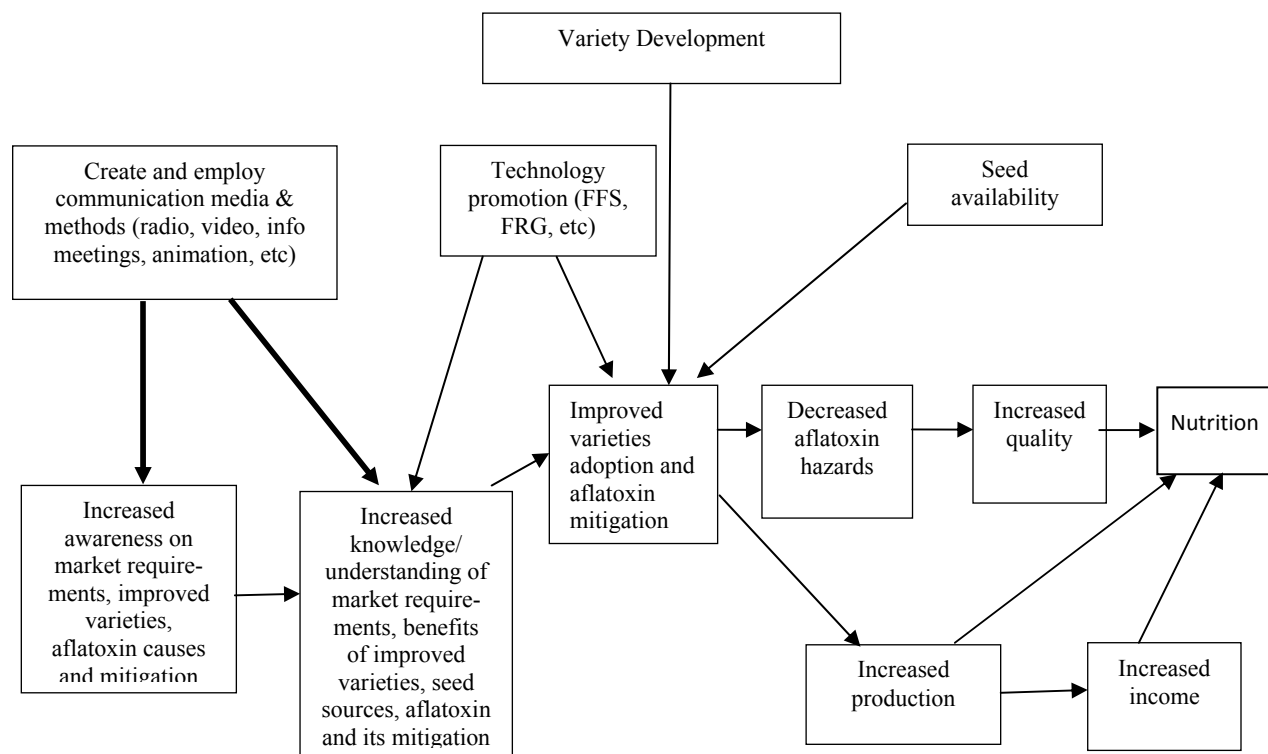 Variety Development
Create and employ
communication media &
methods (radio, video, info
meetings, animation, etc)
Technology
promotion (FFS,
FRG, etc)
Seed
availability
Improved
varieties
adoption and
aflatoxin
mitigation
Decreased
aflatoxin
hazards
Increased
quality
Nutrition
Increased
awareness on
market require-
ments, improved
varieties,
aflatoxin causes
and mitigation
Increased
knowledge/
understanding of
market require-
ments, benefits
of improved
varieties, seed
sources, aflatoxin
and its mitigation
Increased
production
Increased
income